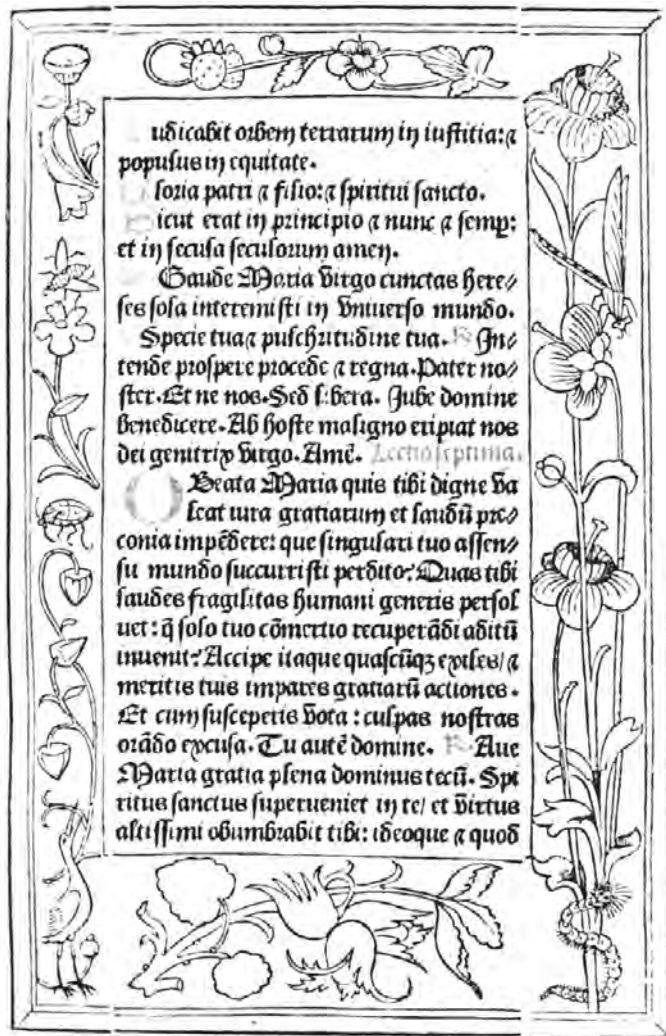 udicabit orbem terrarum in iustitia: ⁊
populus in equitate.
loria patri ⁊ filio: ⁊ spiritui sancto.
icut erat in principio ⁊ nunc ⁊ semp:
et in secula seculorum amen.
Gaude Maria virgo cunctas here/
ses sola interemisti in vniuerso mundo.
Specie tua ⁊ pulchritudine tua. ℟ In/
tende prospere procede ⁊ regna. Pater no/
ster. Et ne nos. Sed libera. Jube domine
benedicere. Ab hoste maligno eripiat nos
dei genitrix virgo. Amē. Lectio septima.
O Beata Maria quis tibi digne va
leat iura gratiarum et laudū pre/
conia impēdere: que singulari tuo assen/
su mundo succurristi perdito? Quas tibi
laudes fragilitas humani generis persol
uet: q̄ solo tuo cōmertio recuperādi aditū
inuenit? Accipe itaque quascūqꝫ exiles/ ⁊
meritis tuis impares gratiarū actiones.
Et cum susceperis vota: culpas nostras
orādo excusa. Tu autē domine. ℟ Aue
Maria gratia plena dominus tecū. Spi
ritus sanctus superueniet in te/ et virtus
altissimi obumbrabit tibi: ideoque ⁊ quod